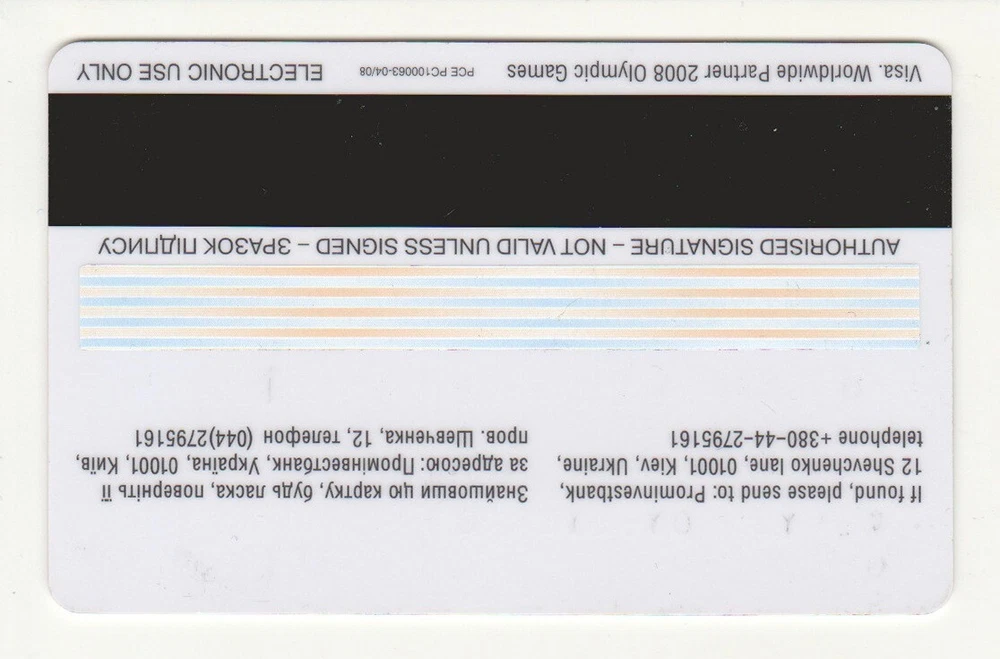 If found, please send to: Prominvestbank,
12 Shevchenko lane, 01001, Kiev, Ukraine,
telephone +380-44-2795161
Знайшовши цю картку, будь ласка, поверніть її
за адресою: Промінвестбанк, Україна, 01001, Київ,
пров. Шевченка, 12, телефон (044)2795161
AUTHORISED SIGNATURE – NOT VALID UNLESS SIGNED – ЗРАЗОК ПІДПИСУ
Visa. Worldwide Partner 2008 Olympic Games PCE PC100063-04/08 ELECTRONIC USE ONLY